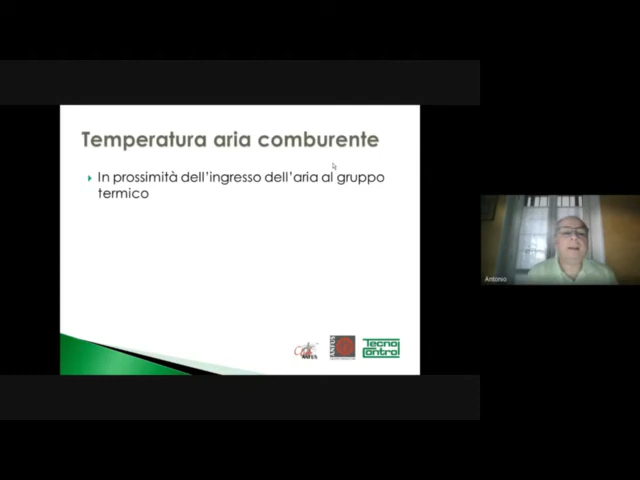 Temperatura aria comburente
In prossimità dell'ingresso dell'aria al gruppo
termico
Antonio
Tecno
Control